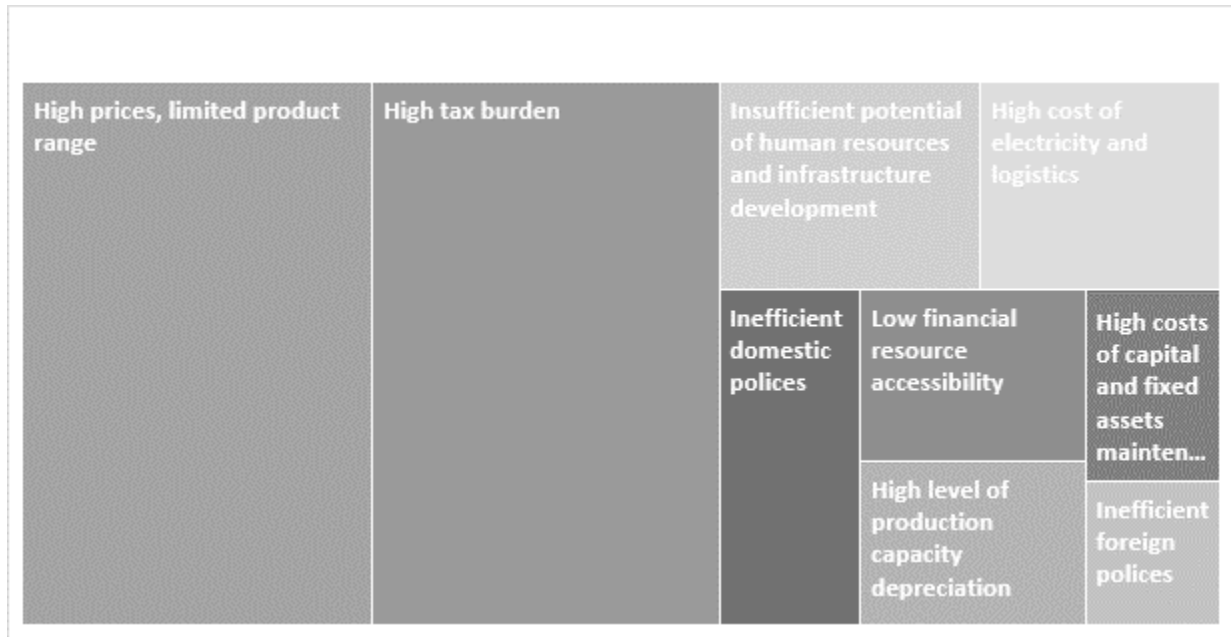 High prices, limited product
range
High tax burden
Insufficient potential
of human resources
and infrastructure
development
High cost of
electricity and
logistics
Inefficient
domestic
polices
Low financial
resource
accessibility
High costs
of capital
and fixed
assets
mainten...
High level of
production
capacity
depreciation
Inefficient
foreign
polices